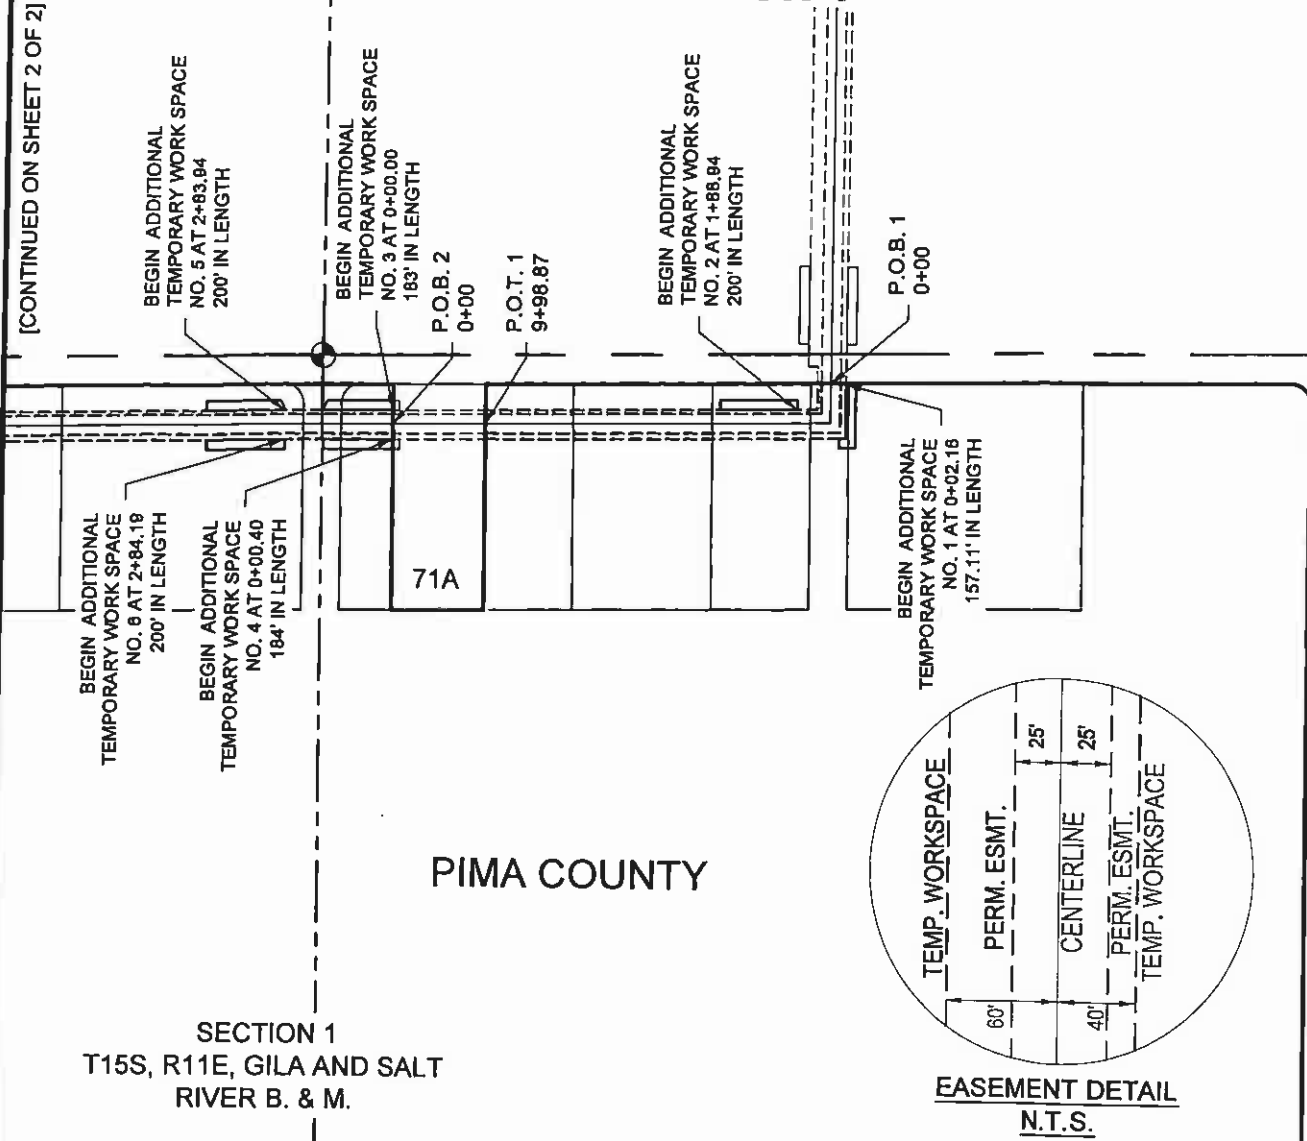 [CONTINUED ON SHEET 2 OF 2]
BEGIN ADDITIONAL
TEMPORARY WORK SPACE
NO. 5 AT 2+83.94
200' IN LENGTH
BEGIN ADDITIONAL
TEMPORARY WORK SPACE
NO. 3 AT 0+00.00
183' IN LENGTH
P.O.B. 2
0+00
P.O.T. 1
9+98.87
BEGIN ADDITIONAL
TEMPORARY WORK SPACE
NO. 2 AT 1+88.94
200' IN LENGTH
P.O.B. 1
0+00
BEGIN ADDITIONAL
TEMPORARY WORK SPACE
NO. 6 AT 2+84.19
200' IN LENGTH
BEGIN ADDITIONAL
TEMPORARY WORK SPACE
NO. 4 AT 0+00.40
184' IN LENGTH
71A
BEGIN ADDITIONAL
TEMPORARY WORK SPACE
NO. 1 AT 0+02.16
157.11' IN LENGTH
PIMA COUNTY
SECTION 1
T15S, R11E, GILA AND SALT
RIVER B. & M.
TEMP. WORKSPACE
PERM. ESMT.
CENTERLINE
PERM. ESMT.
TEMP. WORKSPACE
25'
25'
60'
40'
EASEMENT DETAIL
N.T.S.